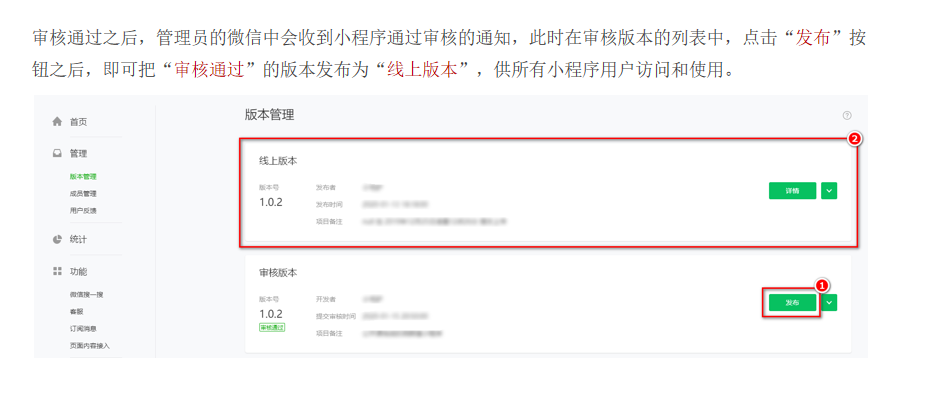 审核通过之后，管理员的微信中会收到小程序通过审核的通知，此时在审核版本的列表中，点击“发布”按
钮之后，即可把“审核通过”的版本发布为“线上版本”，供所有小程序用户访问和使用。
首页
管理
版本管理
成员管理
用户反馈
统计
功能
微信搜一搜
客服
订阅消息
页面内容接入
版本管理
2
线上版本
版本号
1.0.2
发布者
发布时间
项目备注
详情
审核版本
版本号
1.0.2
审核通过
开发者
提交审核时间
项目备注
1
发布